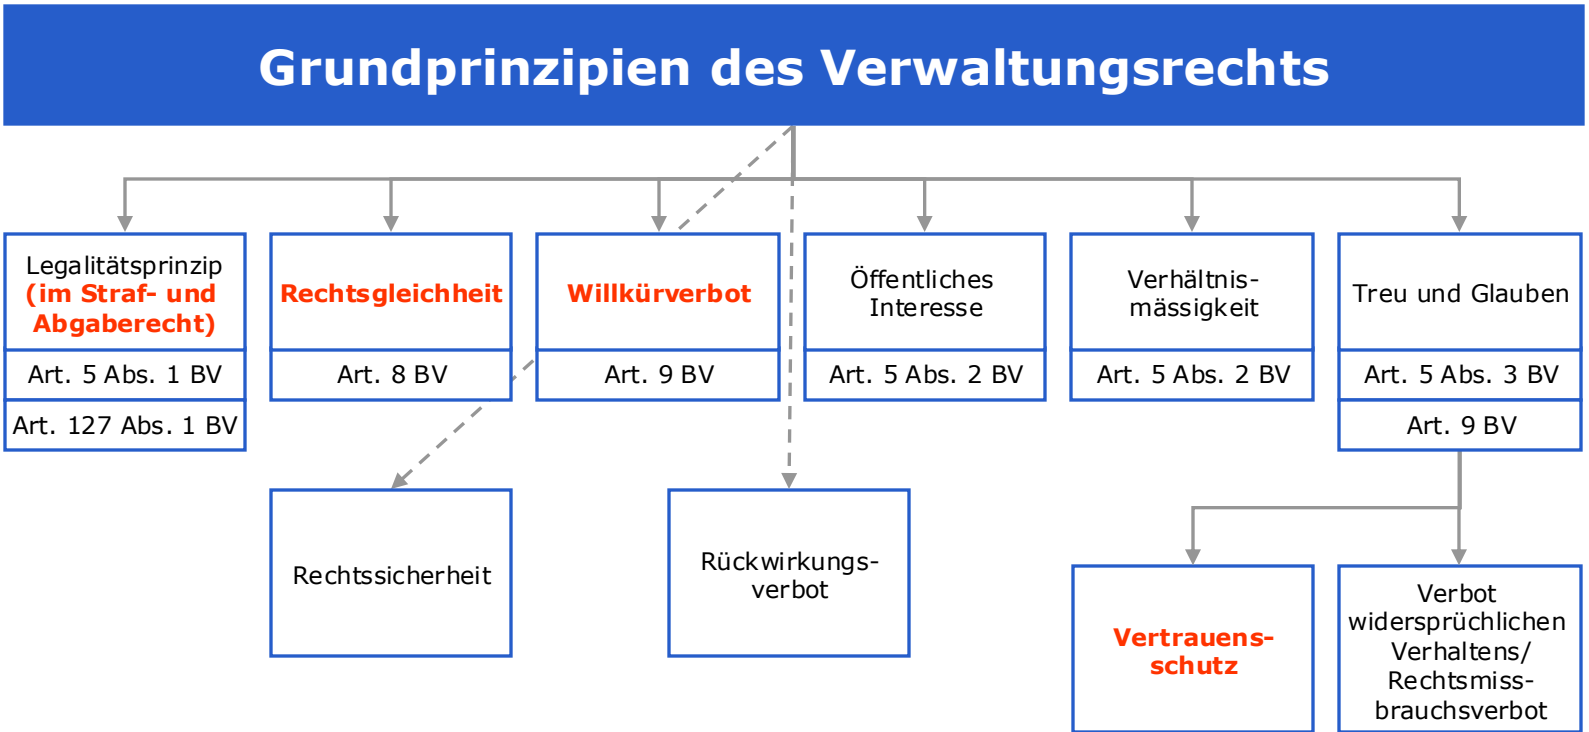 Grundprinzipien des Verwaltungsrechts
Legalitätsprinzip
(im Straf- und
Abgaberecht)
Art. 5 Abs. 1 BV
Art. 127 Abs. 1 BV
Rechtsgleichheit
Art. 8 BV
Willkürverbot
Art. 9 BV
Öffentliches
Interesse
Art. 5 Abs. 2 BV
Verhältnis-
mässigkeit
Art. 5 Abs. 2 BV
Treu und Glauben
Art. 5 Abs. 3 BV
Art. 9 BV
Rechtssicherheit
Rückwirkungs-
verbot
Vertrauens-
schutz
Verbot
widersprüchlichen
Verhaltens/
Rechtsmiss-
brauchsverbot